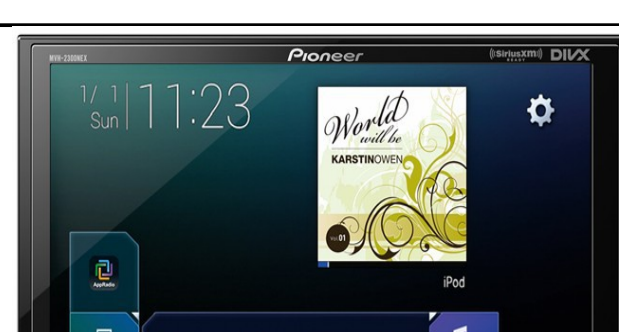 MVH-2300NEX
Pioneer
((SiriusXM))
READY
DIVX
1/ 1
Sun
11:23
World
will be
KARSTINOWEN
Vol.01
iPod
AppRadio